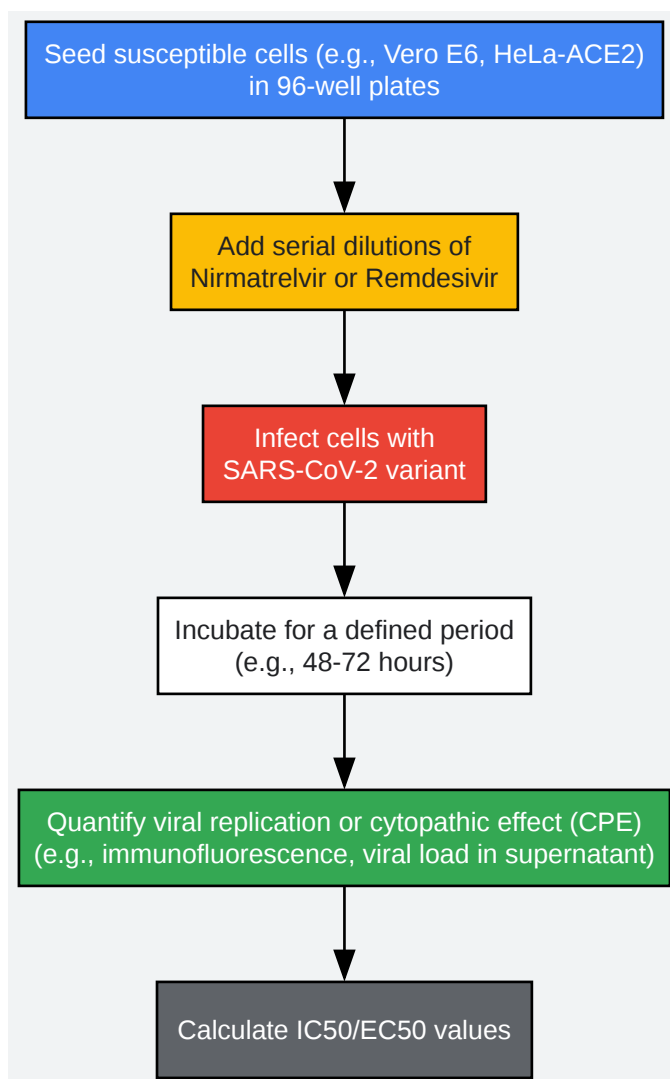 Seed susceptible cells (e.g., Vero E6, HeLa-ACE2)
in 96-well plates
Add serial dilutions of
Nirmatrelvir or Remdesivir
Infect cells with
SARS-CoV-2 variant
Incubate for a defined period
(e.g., 48-72 hours)
Quantify viral replication or cytopathic effect (CPE)
(e.g., immunofluorescence, viral load in supernatant)
Calculate IC50/EC50 values